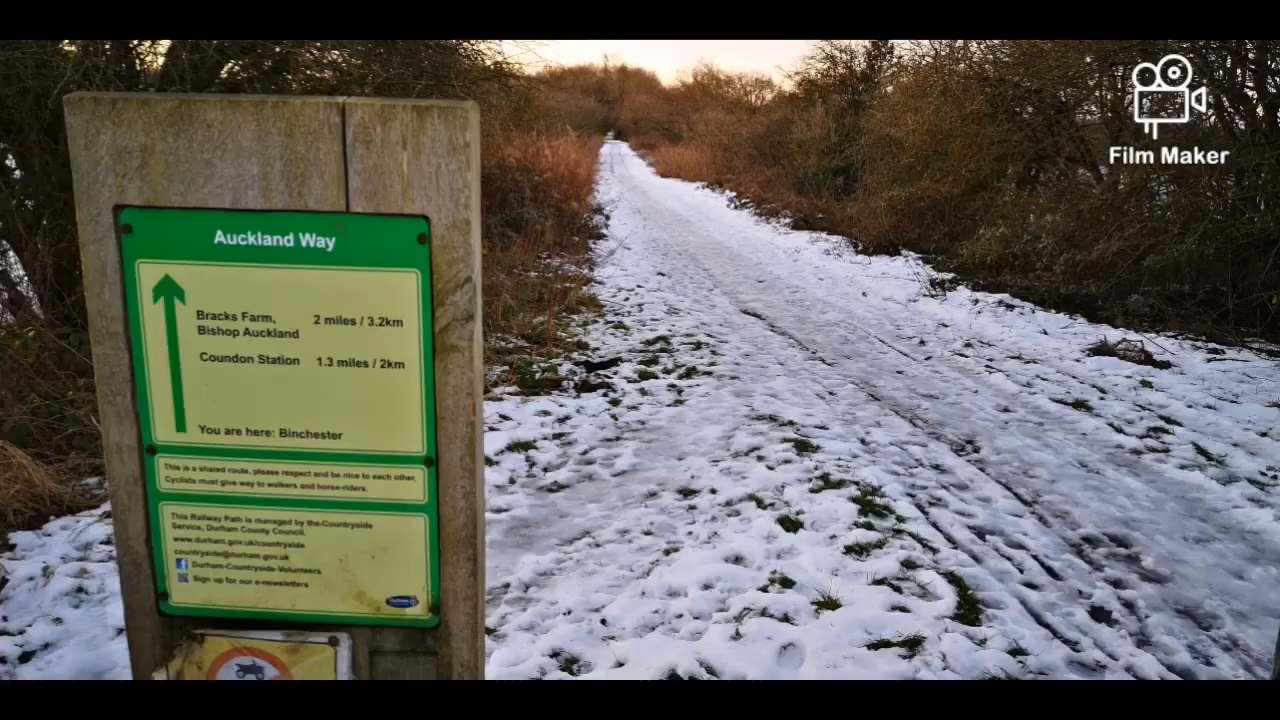 Film Maker
Auckland Way
Bracks Farm, 2 miles / 3.2km
Bishop Auckland
Coundon Station 1.3 miles / 2km
You are here: Binchester
This is a shared route, please respect and be nice to each other.
Cyclists must give way to walkers and horse-riders.
This Railway Path is managed by the Countryside
Service, Durham County Council.
www.durham.gov.uk/countryside
countryside@durham.gov.uk
Durham-Countryside-Volunteers
Sign up for our e-newsletters